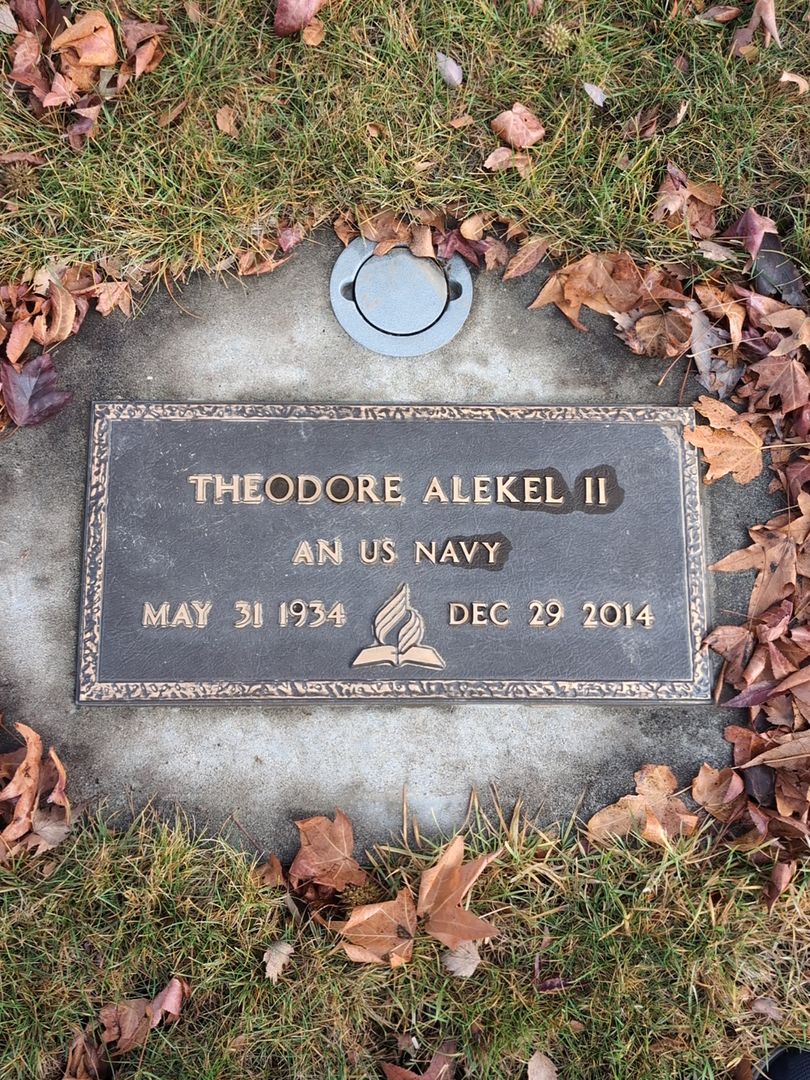 THEODORE ALEKEL II
AN US NAVY
MAY 31 1934 DEC 29 2014